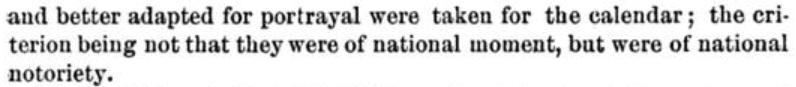 and better adapted for portrayal were taken for the calendar; the cri-
terion being not that they were of national moment, but were of national
notoriety.